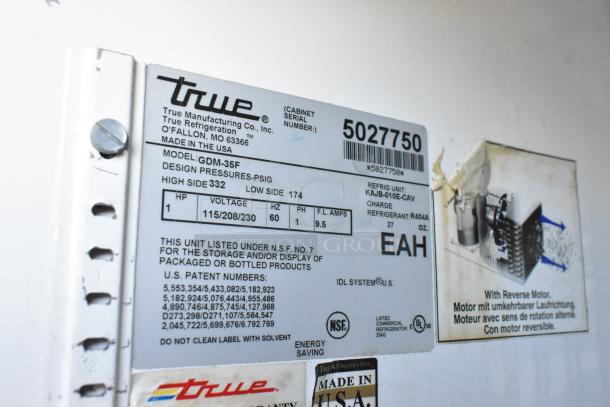 true®
True Manufacturing Co., Inc.
True Refrigeration ™
O'FALLON, MO 63366
MADE IN THE USA
(CABINET
SERIAL
NUMBER:)
5027750
*5027750*
MODEL: GDM-35F
DESIGN PRESSURES-PSIG
HIGH SIDE 332 LOW SIDE 174
REFRIG UNIT:
KAJB-010E-CAV
CHARGE
REFRIGERANT: R404A
27 OZ.
HP VOLTAGE HZ PH F.L AMPS
1 115/208/230 60 1 9.5
EAH
THIS UNIT LISTED UNDER N.S.F. NO. 7
FOR THE STORAGE AND/OR DISPLAY OF
PACKAGED OR BOTTLED PRODUCTS
U.S. PATENT NUMBERS:
5,553,354/5,433,082/5,182,923
5,182,924/5,076,443/4,955,486
4,890,746/4,875,745/4,127,968
D273,298/D271,107/5,584,547
2,045,722/5,699,676/6,792,769
DO NOT CLEAN LABEL WITH SOLVENT
IDL SYSTEM® U.S.
ENERGY
SAVING
NSF
LISTED
COMMERCIAL
REFRIGERATOR
UL
With Reverse Motor.
Motor mit umkehrbarer Laufrichtung.
Moteur avec sens de rotation alterné.
Con motor reversible.
true
MADE IN
U.S.A.